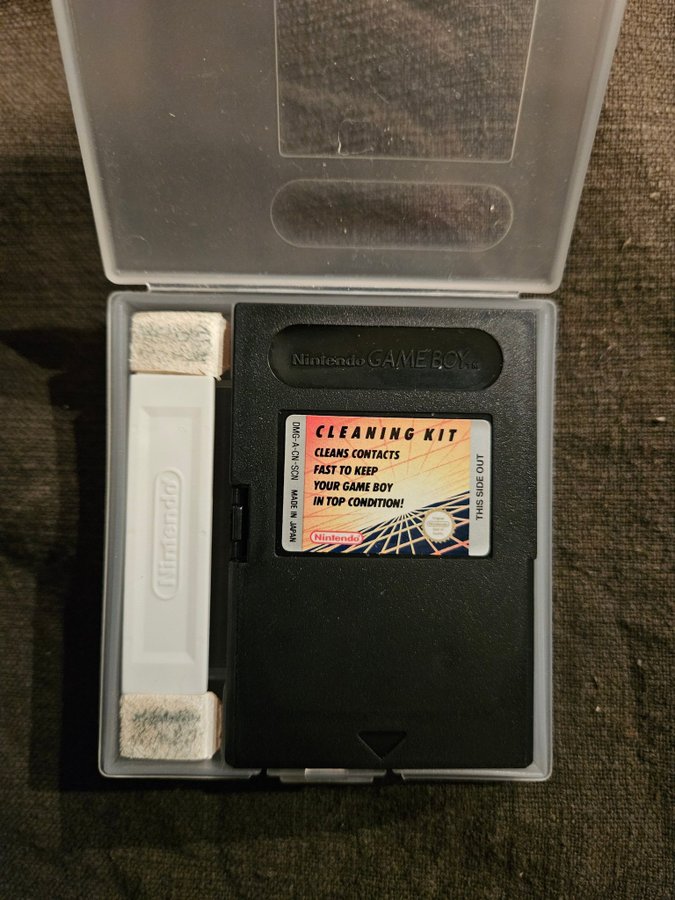 Nintendo GAME BOY TM
CLEANING KIT
CLEANS CONTACTS
FAST TO KEEP
YOUR GAME BOY
IN TOP CONDITION!
Nintendo
DMG-A-CN-SCN MADE IN JAPAN
THIS SIDE OUT
Nintendo